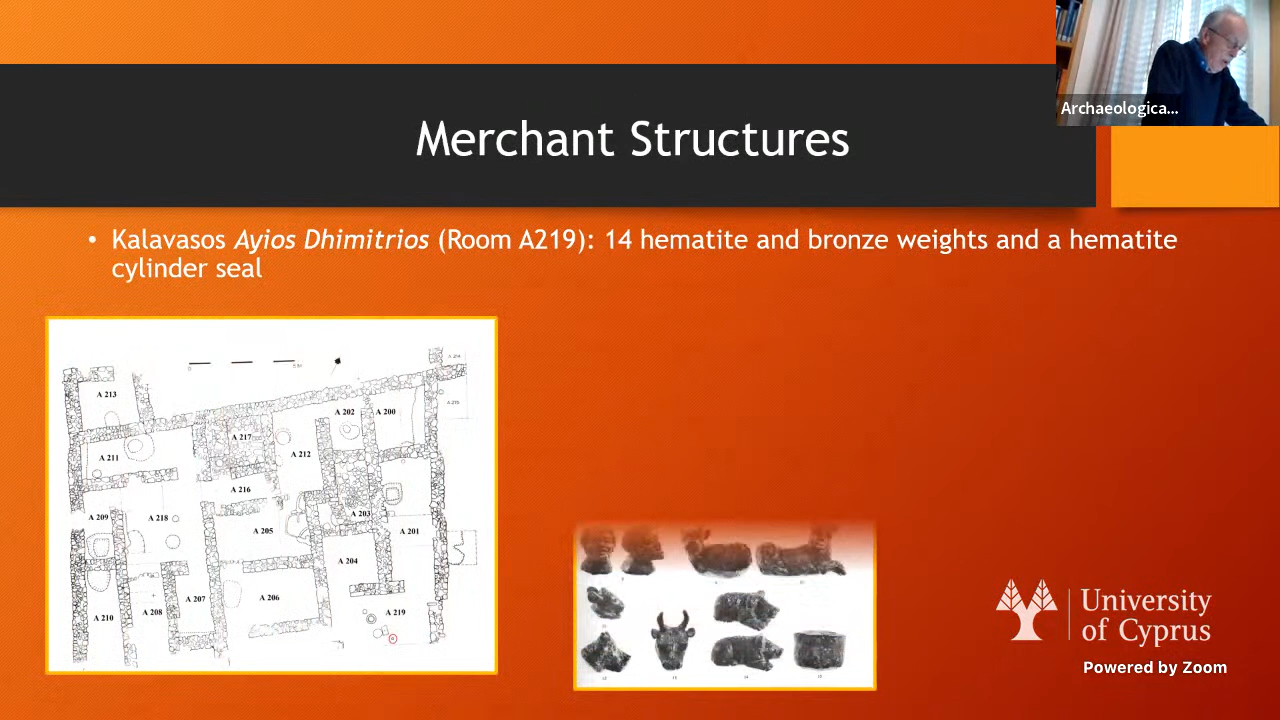 Archaeologica...
Merchant Structures
• Kalavasos Ayios Dhimitrios (Room A219): 14 hematite and bronze weights and a hematite
cylinder seal
A 213
A 202
A 200
A 217
A 211
A 212
A 216
A 209
A 218
A 203
A 205
A 201
A 204
A 207
A 206
A 208
A 210
A 219
University
of Cyprus
Powered by Zoom